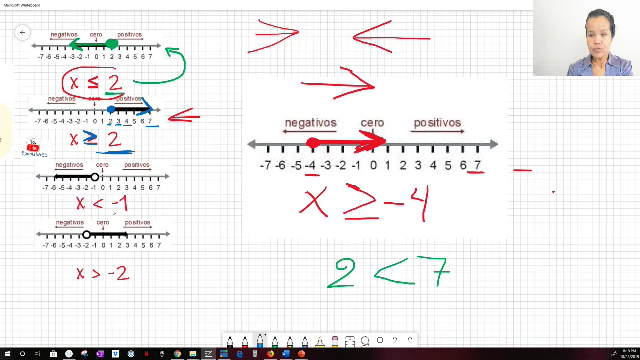 Microsoft Whiteboard
negativos cero positivos
-7 -6 -5 -4 -3 -2 -1 0 1 2 3 4 5 6 7
x ≤ 2
negativos cero positivos
-7 -6 -5 -4 -3 -2 -1 0 1 2 3 4 5 6 7
x ≥ 2
negativos cero positivos
-7 -6 -5 -4 -3 -2 -1 0 1 2 3 4 5 6 7
x < -1
negativos cero positivos
-7 -6 -5 -4 -3 -2 -1 0 1 2 3 4 5 6 7
x > -2
negativos cero positivos
-7 -6 -5 -4 -3 -2 -1 0 1 2 3 4 5 6 7
x ≥ -4
2 < 7